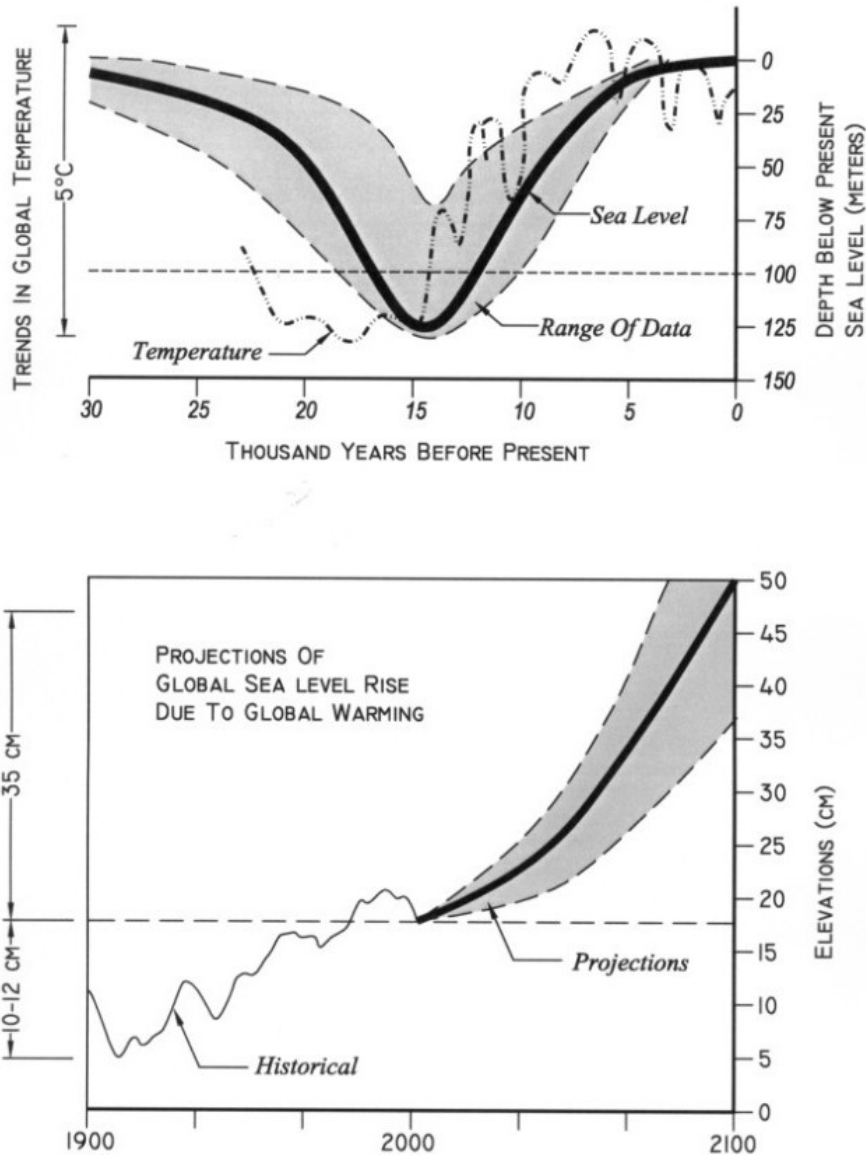 TRENDS IN GLOBAL TEMPERATURE
5°C
0
25
50
75
100
125
150
DEPTH BELOW PRESENT
SEA LEVEL (METERS)
Sea Level
Range Of Data
Temperature
30
25
20
15
10
5
0
THOUSAND YEARS BEFORE PRESENT
PROJECTIONS OF
GLOBAL SEA LEVEL RISE
DUE TO GLOBAL WARMING
35 CM
10-12 CM
50
45
40
35
30
25
20
15
10
5
0
ELEVATIONS (CM)
Projections
Historical
1900
2000
2100